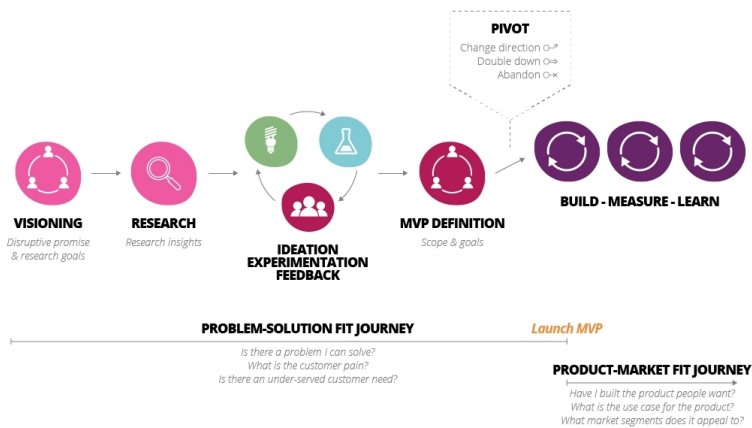 PIVOT
Change direction
Double down
Abandon
VISIONING
Disruptive promise
& research goals
RESEARCH
Research insights
IDEATION
EXPERIMENTATION
FEEDBACK
MVP DEFINITION
Scope & goals
BUILD - MEASURE - LEARN
PROBLEM-SOLUTION FIT JOURNEY
Is there a problem I can solve?
What is the customer pain?
Is there an under-served customer need?
Launch MVP
PRODUCT-MARKET FIT JOURNEY
Have I built the product people want?
What is the use case for the product?
What market segments does it appeal to?